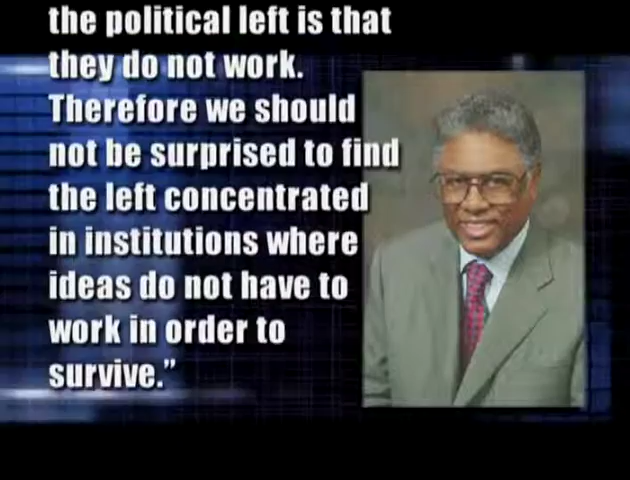 the political left is that
they do not work.
Therefore we should
not be surprised to find
the left concentrated
in institutions where
ideas do not have to
work in order to
survive.”